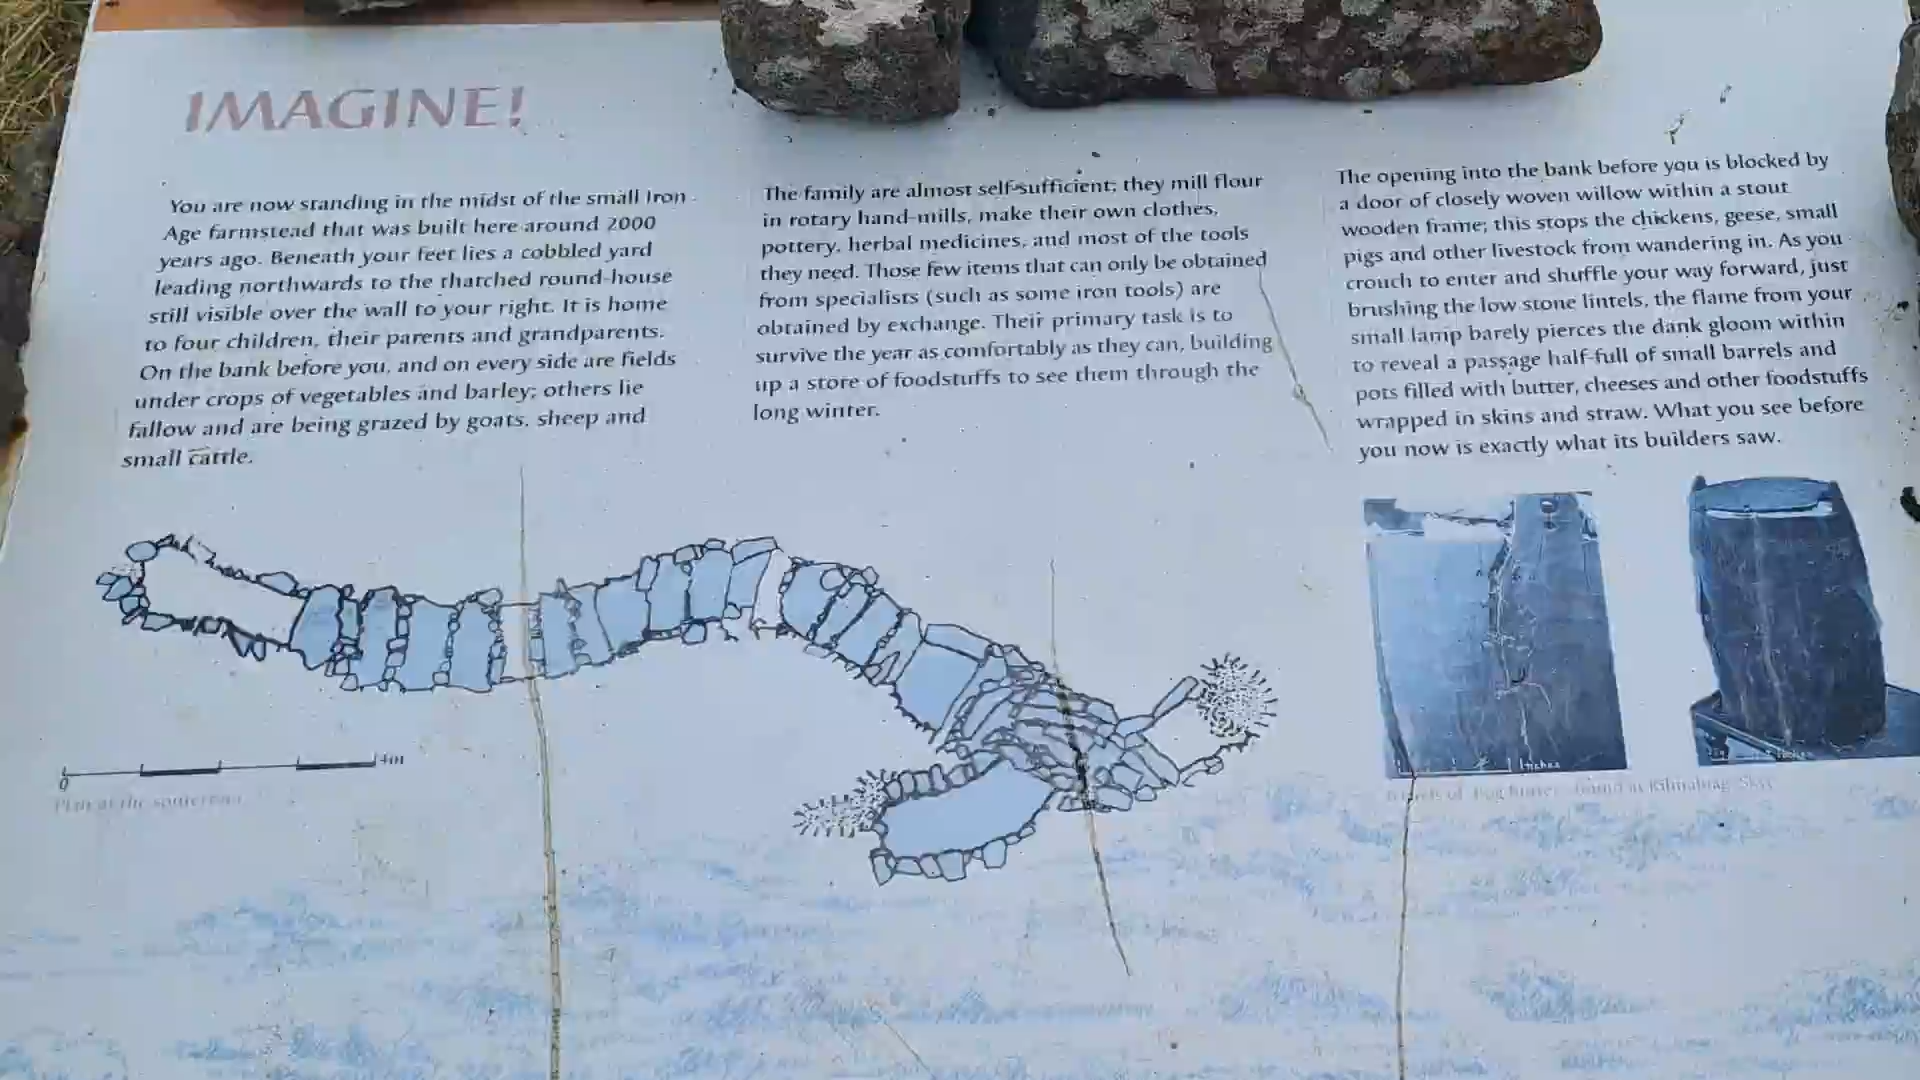 IMAGINE!
You are now standing in the midst of the small Iron
Age farmstead that was built here around 2000
years ago. Beneath your feet lies a cobbled yard
leading northwards to the thatched round-house
still visible over the wall to your right. It is home
to four children, their parents and grandparents.
On the bank before you, and on every side are fields
under crops of vegetables and barley; others lie
fallow and are being grazed by goats, sheep and
small cattle.
The family are almost self-sufficient; they mill flour
in rotary hand-mills, make their own clothes,
pottery, herbal medicines, and most of the tools
they need. Those few items that can only be obtained
from specialists (such as some iron tools) are
obtained by exchange. Their primary task is to
survive the year as comfortably as they can, building
up a store of foodstuffs to see them through the
long winter.
The opening into the bank before you is blocked by
a door of closely woven willow within a stout
wooden frame; this stops the chickens, geese, small
pigs and other livestock from wandering in. As you
crouch to enter and shuffle your way forward, just
brushing the low stone lintels, the flame from your
small lamp barely pierces the dank gloom within
to reveal a passage half-full of small barrels and
pots filled with butter, cheeses and other foodstuffs
wrapped in skins and straw. What you see before
you now is exactly what its builders saw.
0 4m
Plan of the souterrain
Inches
of bog butter found at Kilmaluag, Skye